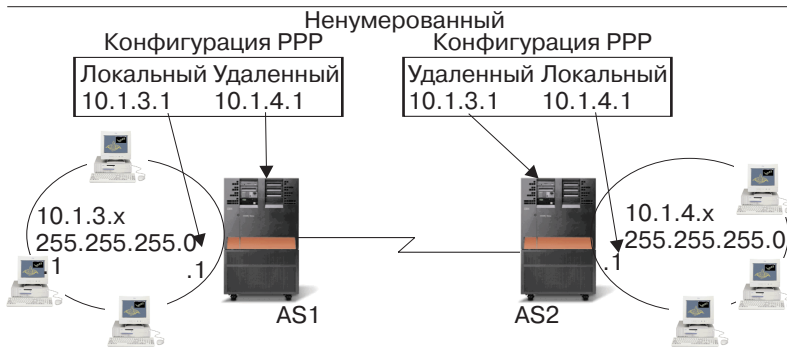 Ненумерованный
Конфигурация PPP
Локальный Удаленный
10.1.3.1 10.1.4.1
Конфигурация PPP
Удаленный Локальный
10.1.3.1 10.1.4.1
10.1.3.x
255.255.255.0
.1
.1
AS1
10.1.4.x
255.255.255.0
.1
AS2